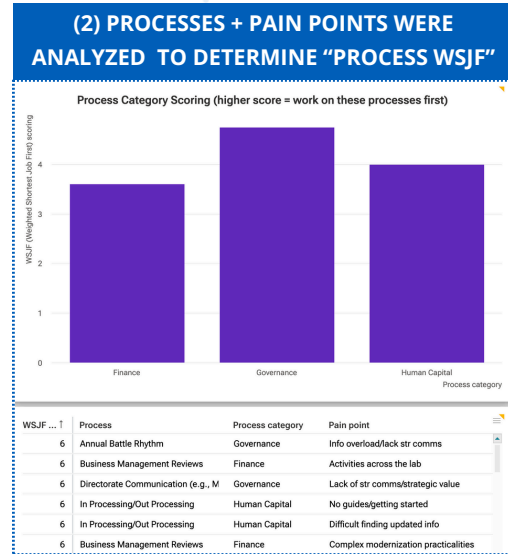 (2) PROCESSES + PAIN POINTS WERE
ANALYZED TO DETERMINE “PROCESS WSJF”
Process Category Scoring (higher score = work on these processes first)
WSJF (Weighted Shortest Job First) scoring
4
3
2
1
0
Finance Governance Human Capital
Process category
WSJF ... ↑ Process Process category Pain point
6 Annual Battle Rhythm Governance Info overload/lack str comms
6 Business Management Reviews Finance Activities across the lab
6 Directorate Communication (e.g., M Governance Lack of str comms/strategic value
6 In Processing/Out Processing Human Capital No guides/getting started
6 In Processing/Out Processing Human Capital Difficult finding updated info
6 Business Management Reviews Finance Complex modernization practicalities